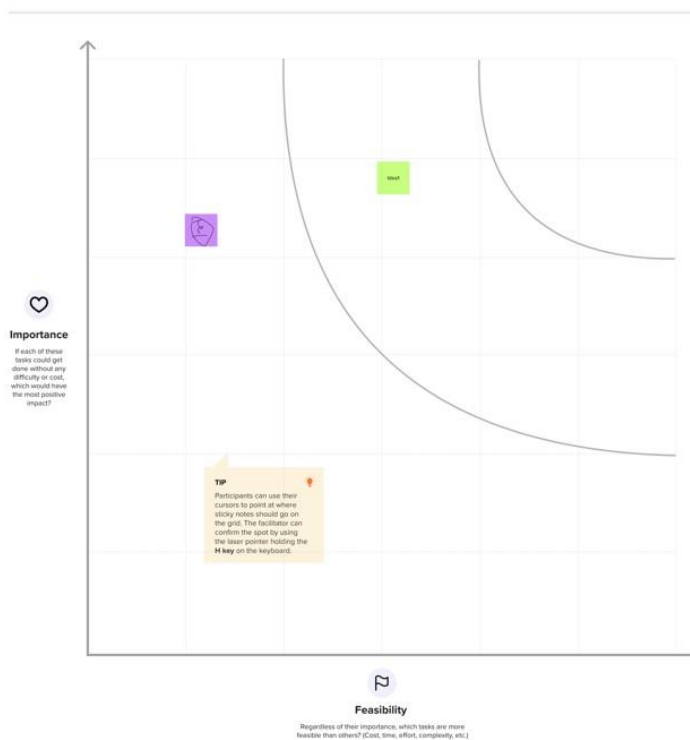 Importance
If each of these
tasks could get
done without any
difficulty or cost,
which would have
the most positive
impact?
TIP
Participants can use their
cursors to point at where
sticky notes should go on
the grid. The facilitator can
confirm the spot by using
the laser pointer holding the
H key on the keyboard.
Feasibility
Regardless of their importance, which tasks are more
feasible than others? (Cost, time, effort, complexity, etc.)